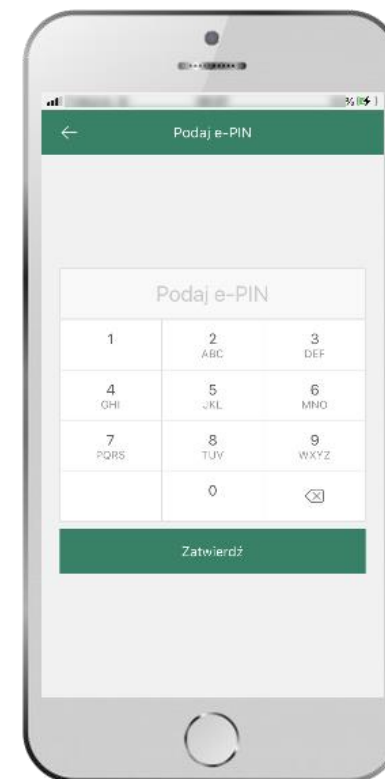 Podaj e-PIN
Podaj e-PIN
1 2 3
ABC DEF
4 5 6
GHI JKL MNO
7 8 9
PQRS TUV WXYZ
0
Zatwierdź